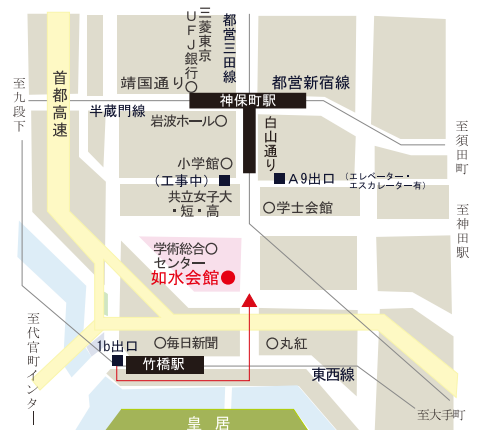 三菱東京
ＵＦＪ銀行
都営三田線
首都高速
至九段下
靖国通り
都営新宿線
神保町駅
半蔵門線
岩波ホール
白山通り
至須田町
小学館
(工事中)
Ａ9出口
(エレベーター・
エスカレーター有)
共立女子大
・短・高
学士会館
至神田駅
学術総合
センター
如水会館
至代官町インター
1b出口
毎日新聞
丸紅
竹橋駅
東西線
至大手町
皇居